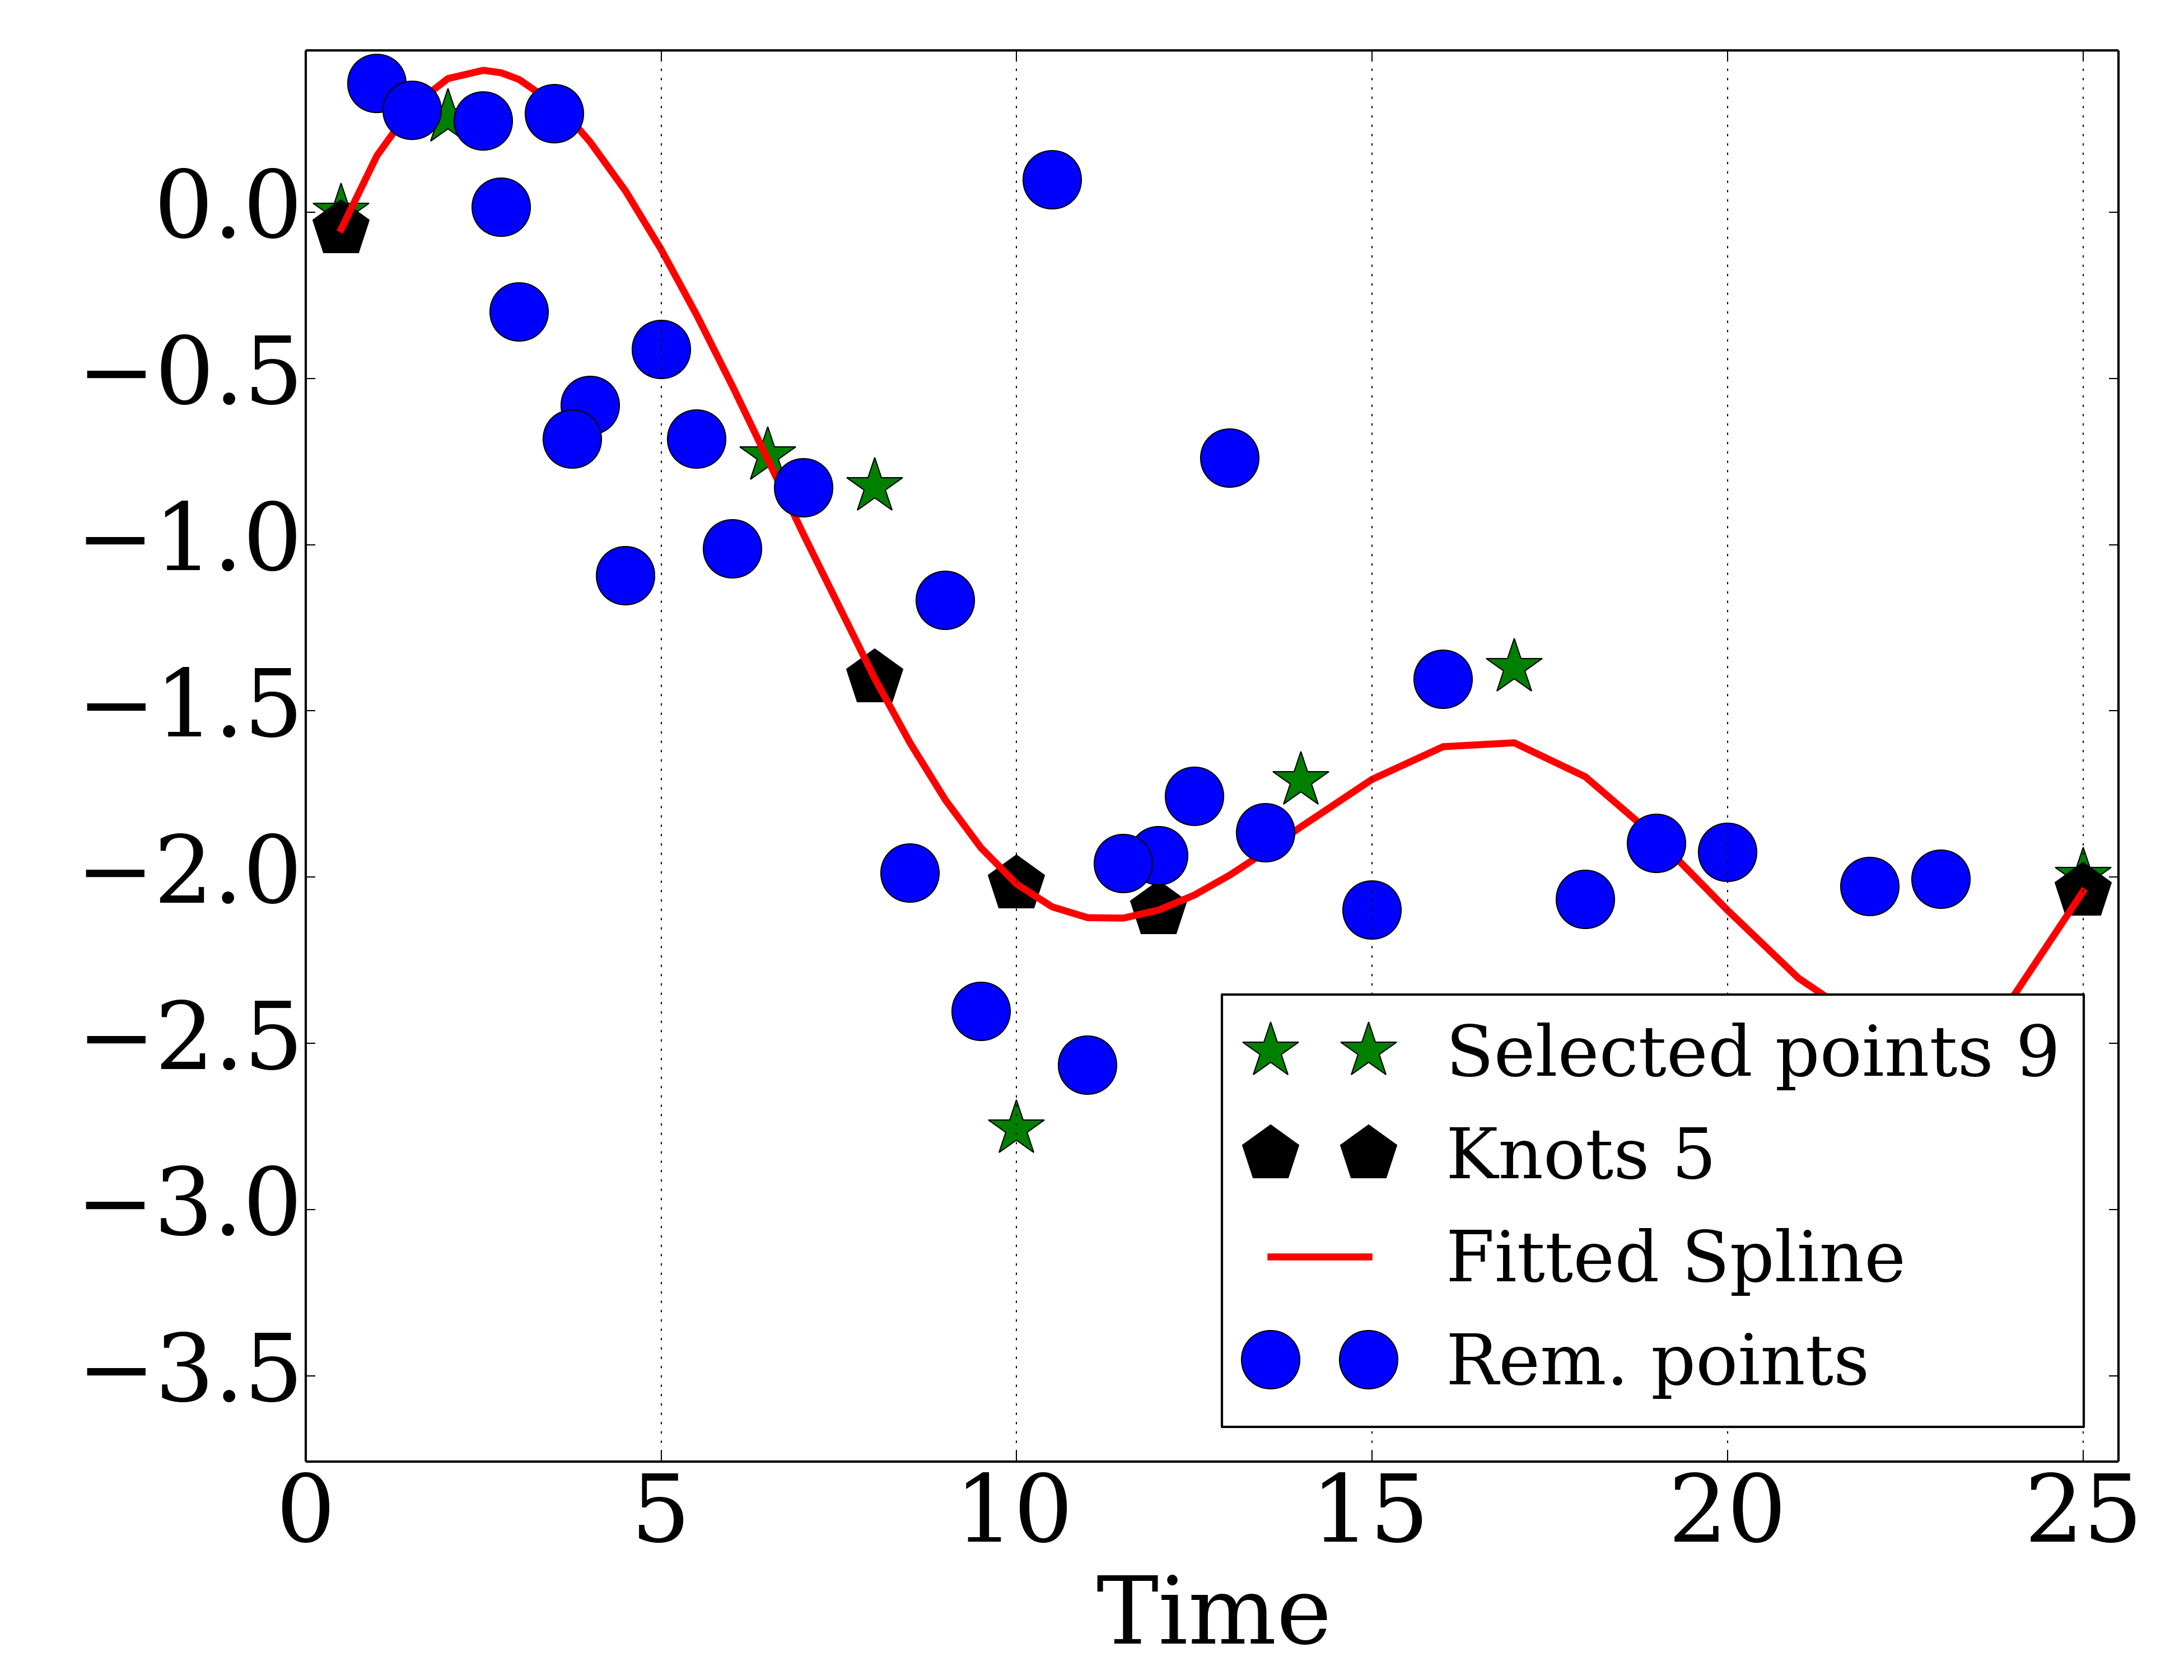 0.0
−0.5
−1.0
−1.5
−2.0
−2.5
−3.0
−3.5
Selected points 9
Knots 5
Fitted Spline
Rem. points
0 5 10 15 20 25
Time